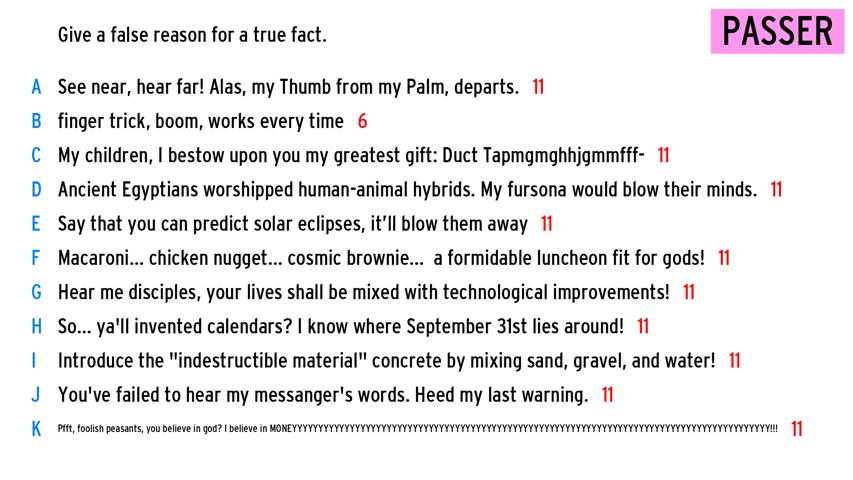 Give a false reason for a true fact.
PASSER
A See near, hear far! Alas, my Thumb from my Palm, departs. 11
B finger trick, boom, works every time 6
C My children, I bestow upon you my greatest gift: Duct Tapmgmghhjgmmfff- 11
D Ancient Egyptians worshipped human-animal hybrids. My fursona would blow their minds. 11
E Say that you can predict solar eclipses, it’ll blow them away 11
F Macaroni... chicken nugget... cosmic brownie... a formidable luncheon fit for gods! 11
G Hear me disciples, your lives shall be mixed with technological improvements! 11
H So... ya'll invented calendars? I know where September 31st lies around! 11
I Introduce the "indestructible material" concrete by mixing sand, gravel, and water! 11
J You've failed to hear my messanger's words. Heed my last warning. 11
K Pfft, foolish peasants, you believe in god? I believe in MONEYYYYYYYYYYYYYYYYYYYYYYYYYYYYYYYYYYYYYYYYYYYYYYYYYYYYYYYYYYYYYYYYYYYYYYYYYYYYYYYYYYYYYYYYYYYYYYY!!! 11